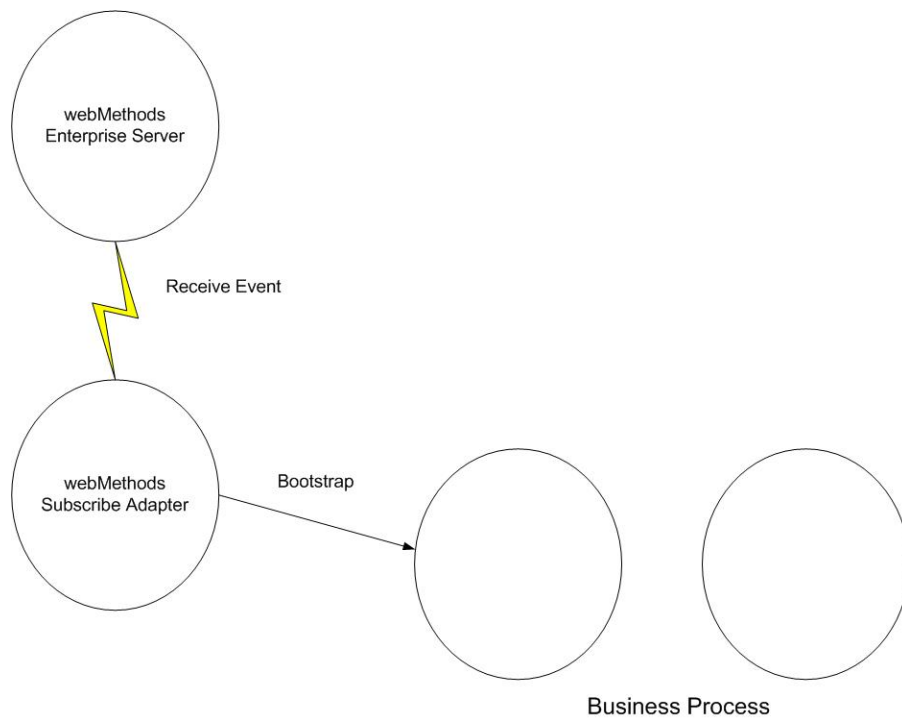 webMethods
Enterprise Server
Receive Event
webMethods
Subscribe Adapter
Bootstrap
Business Process